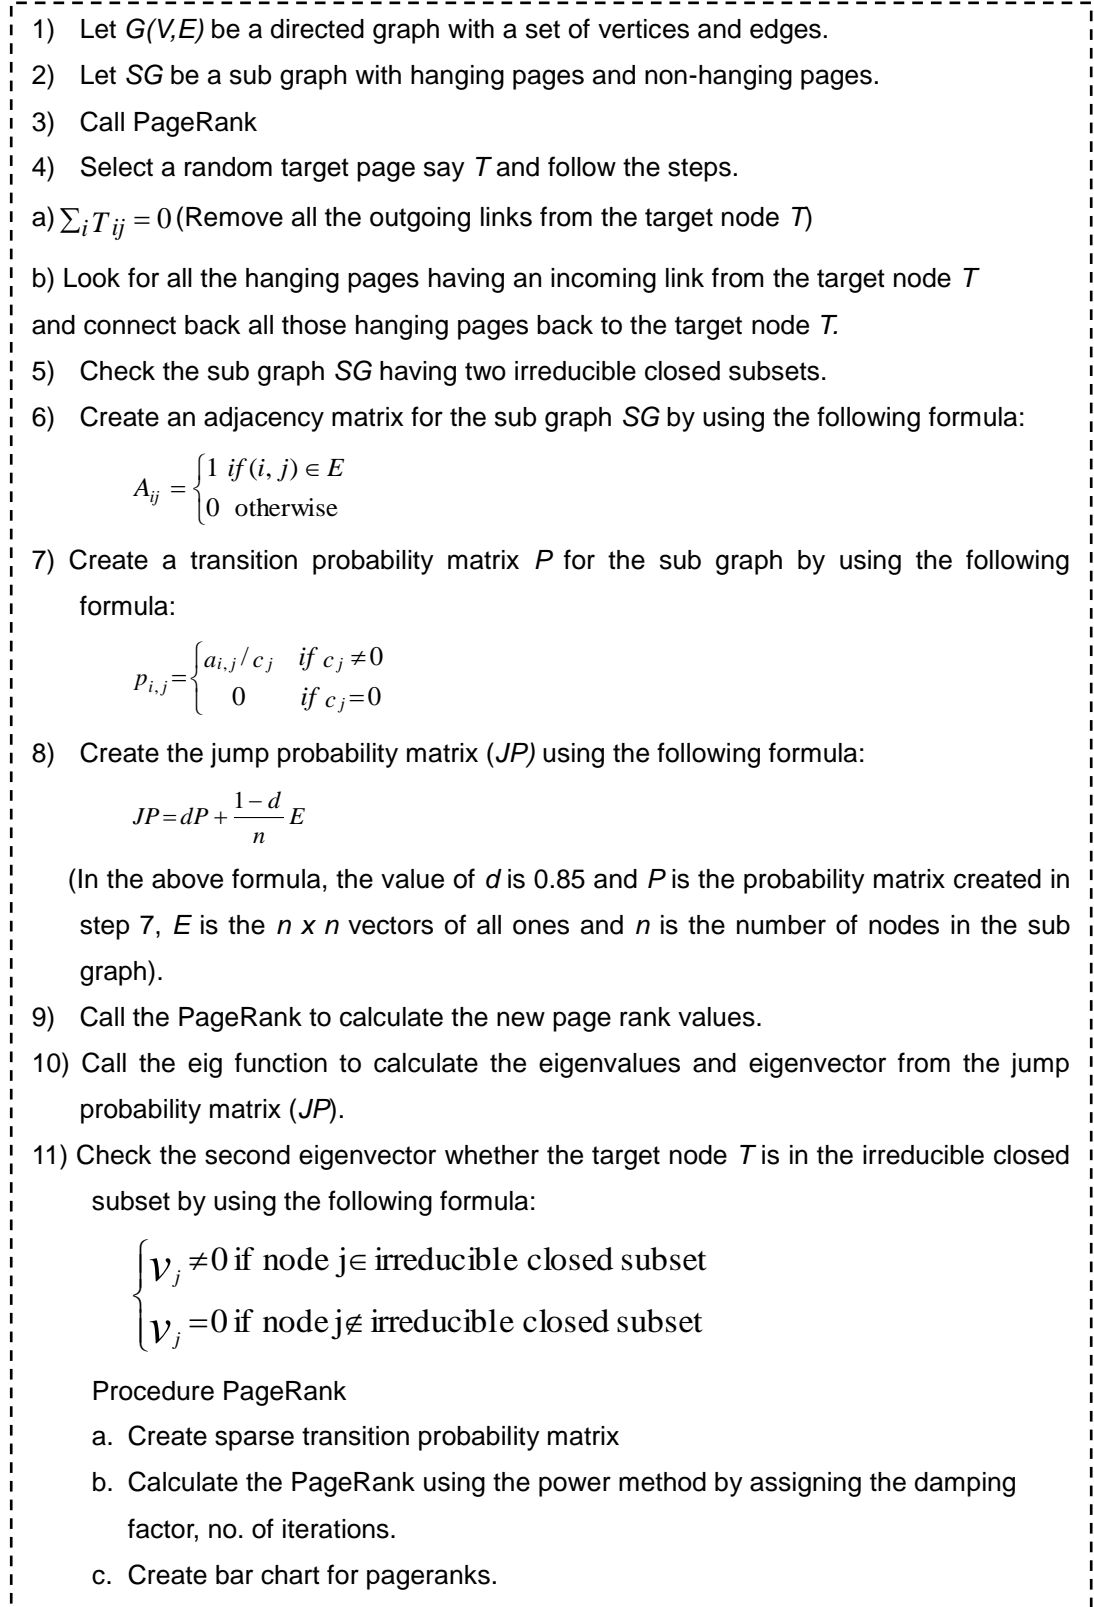 1) Let G(V,E) be a directed graph with a set of vertices and edges.
2) Let SG be a sub graph with hanging pages and non-hanging pages.
3) Call PageRank
4) Select a random target page say T and follow the steps.
a) ∑_i T_ij = 0 (Remove all the outgoing links from the target node T)
b) Look for all the hanging pages having an incoming link from the target node T
and connect back all those hanging pages back to the target node T.
5) Check the sub graph SG having two irreducible closed subsets.
6) Create an adjacency matrix for the sub graph SG by using the following formula:
A_ij = { 1 if (i, j) ∈ E
0 otherwise
7) Create a transition probability matrix P for the sub graph by using the following
formula:
p_i,j = { a_i,j / c_j if c_j ≠ 0
0 if c_j = 0
8) Create the jump probability matrix (JP) using the following formula:
JP = dP + \frac{1 − d}{n} E
(In the above formula, the value of d is 0.85 and P is the probability matrix created in
step 7, E is the n x n vectors of all ones and n is the number of nodes in the sub
graph).
9) Call the PageRank to calculate the new page rank values.
10) Call the eig function to calculate the eigenvalues and eigenvector from the jump
probability matrix (JP).
11) Check the second eigenvector whether the target node T is in the irreducible closed
subset by using the following formula:
{ v_j ≠0 if node j∈ irreducible closed subset
v_j =0 if node j∉ irreducible closed subset
Procedure PageRank
a. Create sparse transition probability matrix
b. Calculate the PageRank using the power method by assigning the damping
factor, no. of iterations.
c. Create bar chart for pageranks.